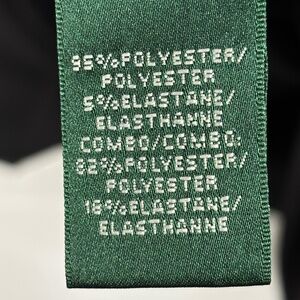 95%POLYESTER/
POLYESTER
5%ELASTANE/
ELASTHANNE
COMBO/COMBO:
82%POLYESTER/
POLYESTER
18%ELASTANE/
ELASTHANNE